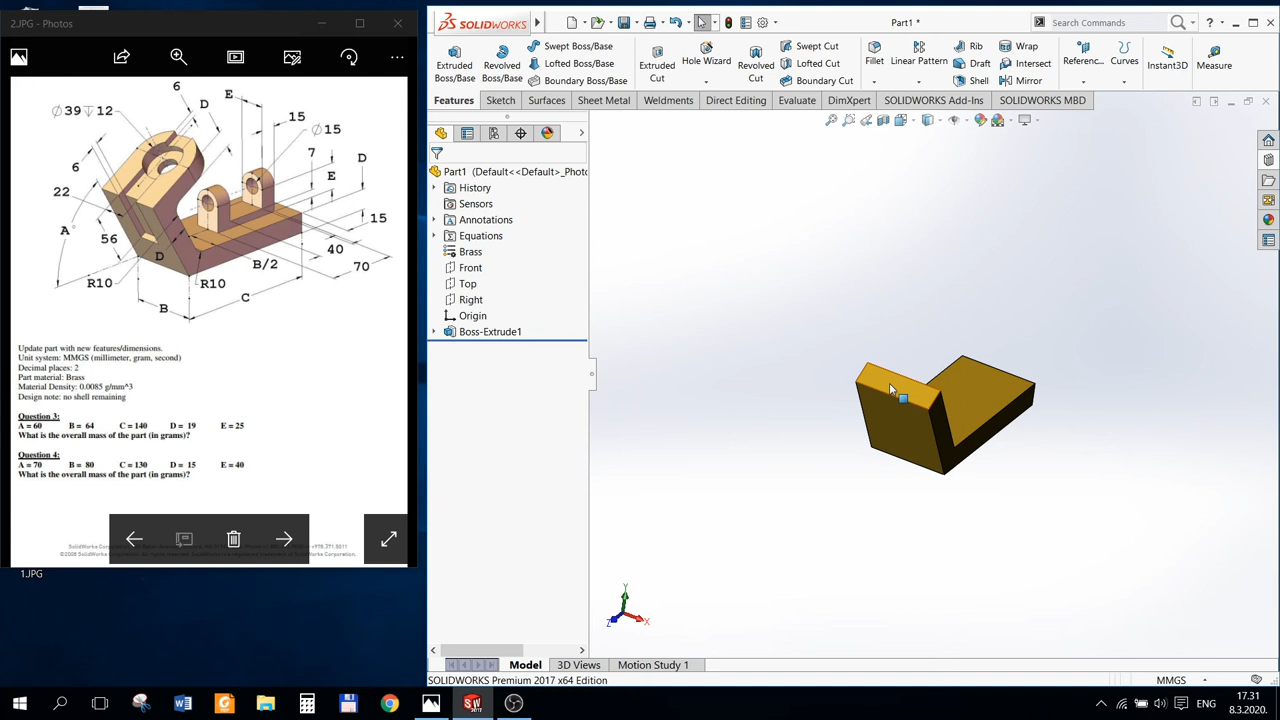 2.JPG - Photos
Ø39↧12
6
D
E
15
Ø15
6
7
D
22
E
A°
15
56
D
40
R10
B/2
70
R10
C
B
Update part with new features/dimensions.
Unit system: MMGS (millimeter, gram, second)
Decimal places: 2
Part material: Brass
Material Density: 0.0085 g/mm^3
Design note: no shell remaining
Question 3:
A = 60 B = 64 C = 140 D = 19 E = 25
What is the overall mass of the part (in grams)?
Question 4:
A = 70 B = 80 C = 130 D = 15 E = 40
What is the overall mass of the part (in grams)?
1.JPG
SOLIDWORKS
Part1 *
Search Commands
Extruded Boss/Base
Revolved Boss/Base
Swept Boss/Base
Lofted Boss/Base
Boundary Boss/Base
Extruded Cut
Hole Wizard
Revolved Cut
Swept Cut
Lofted Cut
Boundary Cut
Fillet
Linear Pattern
Rib
Draft
Shell
Wrap
Intersect
Mirror
Referenc...
Curves
Instant3D
Measure
Features Sketch Surfaces Sheet Metal Weldments Direct Editing Evaluate DimXpert SOLIDWORKS Add-Ins SOLIDWORKS MBD
Part1 (Default<<Default>_Photo
History
Sensors
Annotations
Equations
Brass
Front
Top
Right
Origin
Boss-Extrude1
Y
Z
X
Model 3D Views Motion Study 1
SOLIDWORKS Premium 2017 x64 Edition
MMGS
ENG
17.31
8.3.2020.